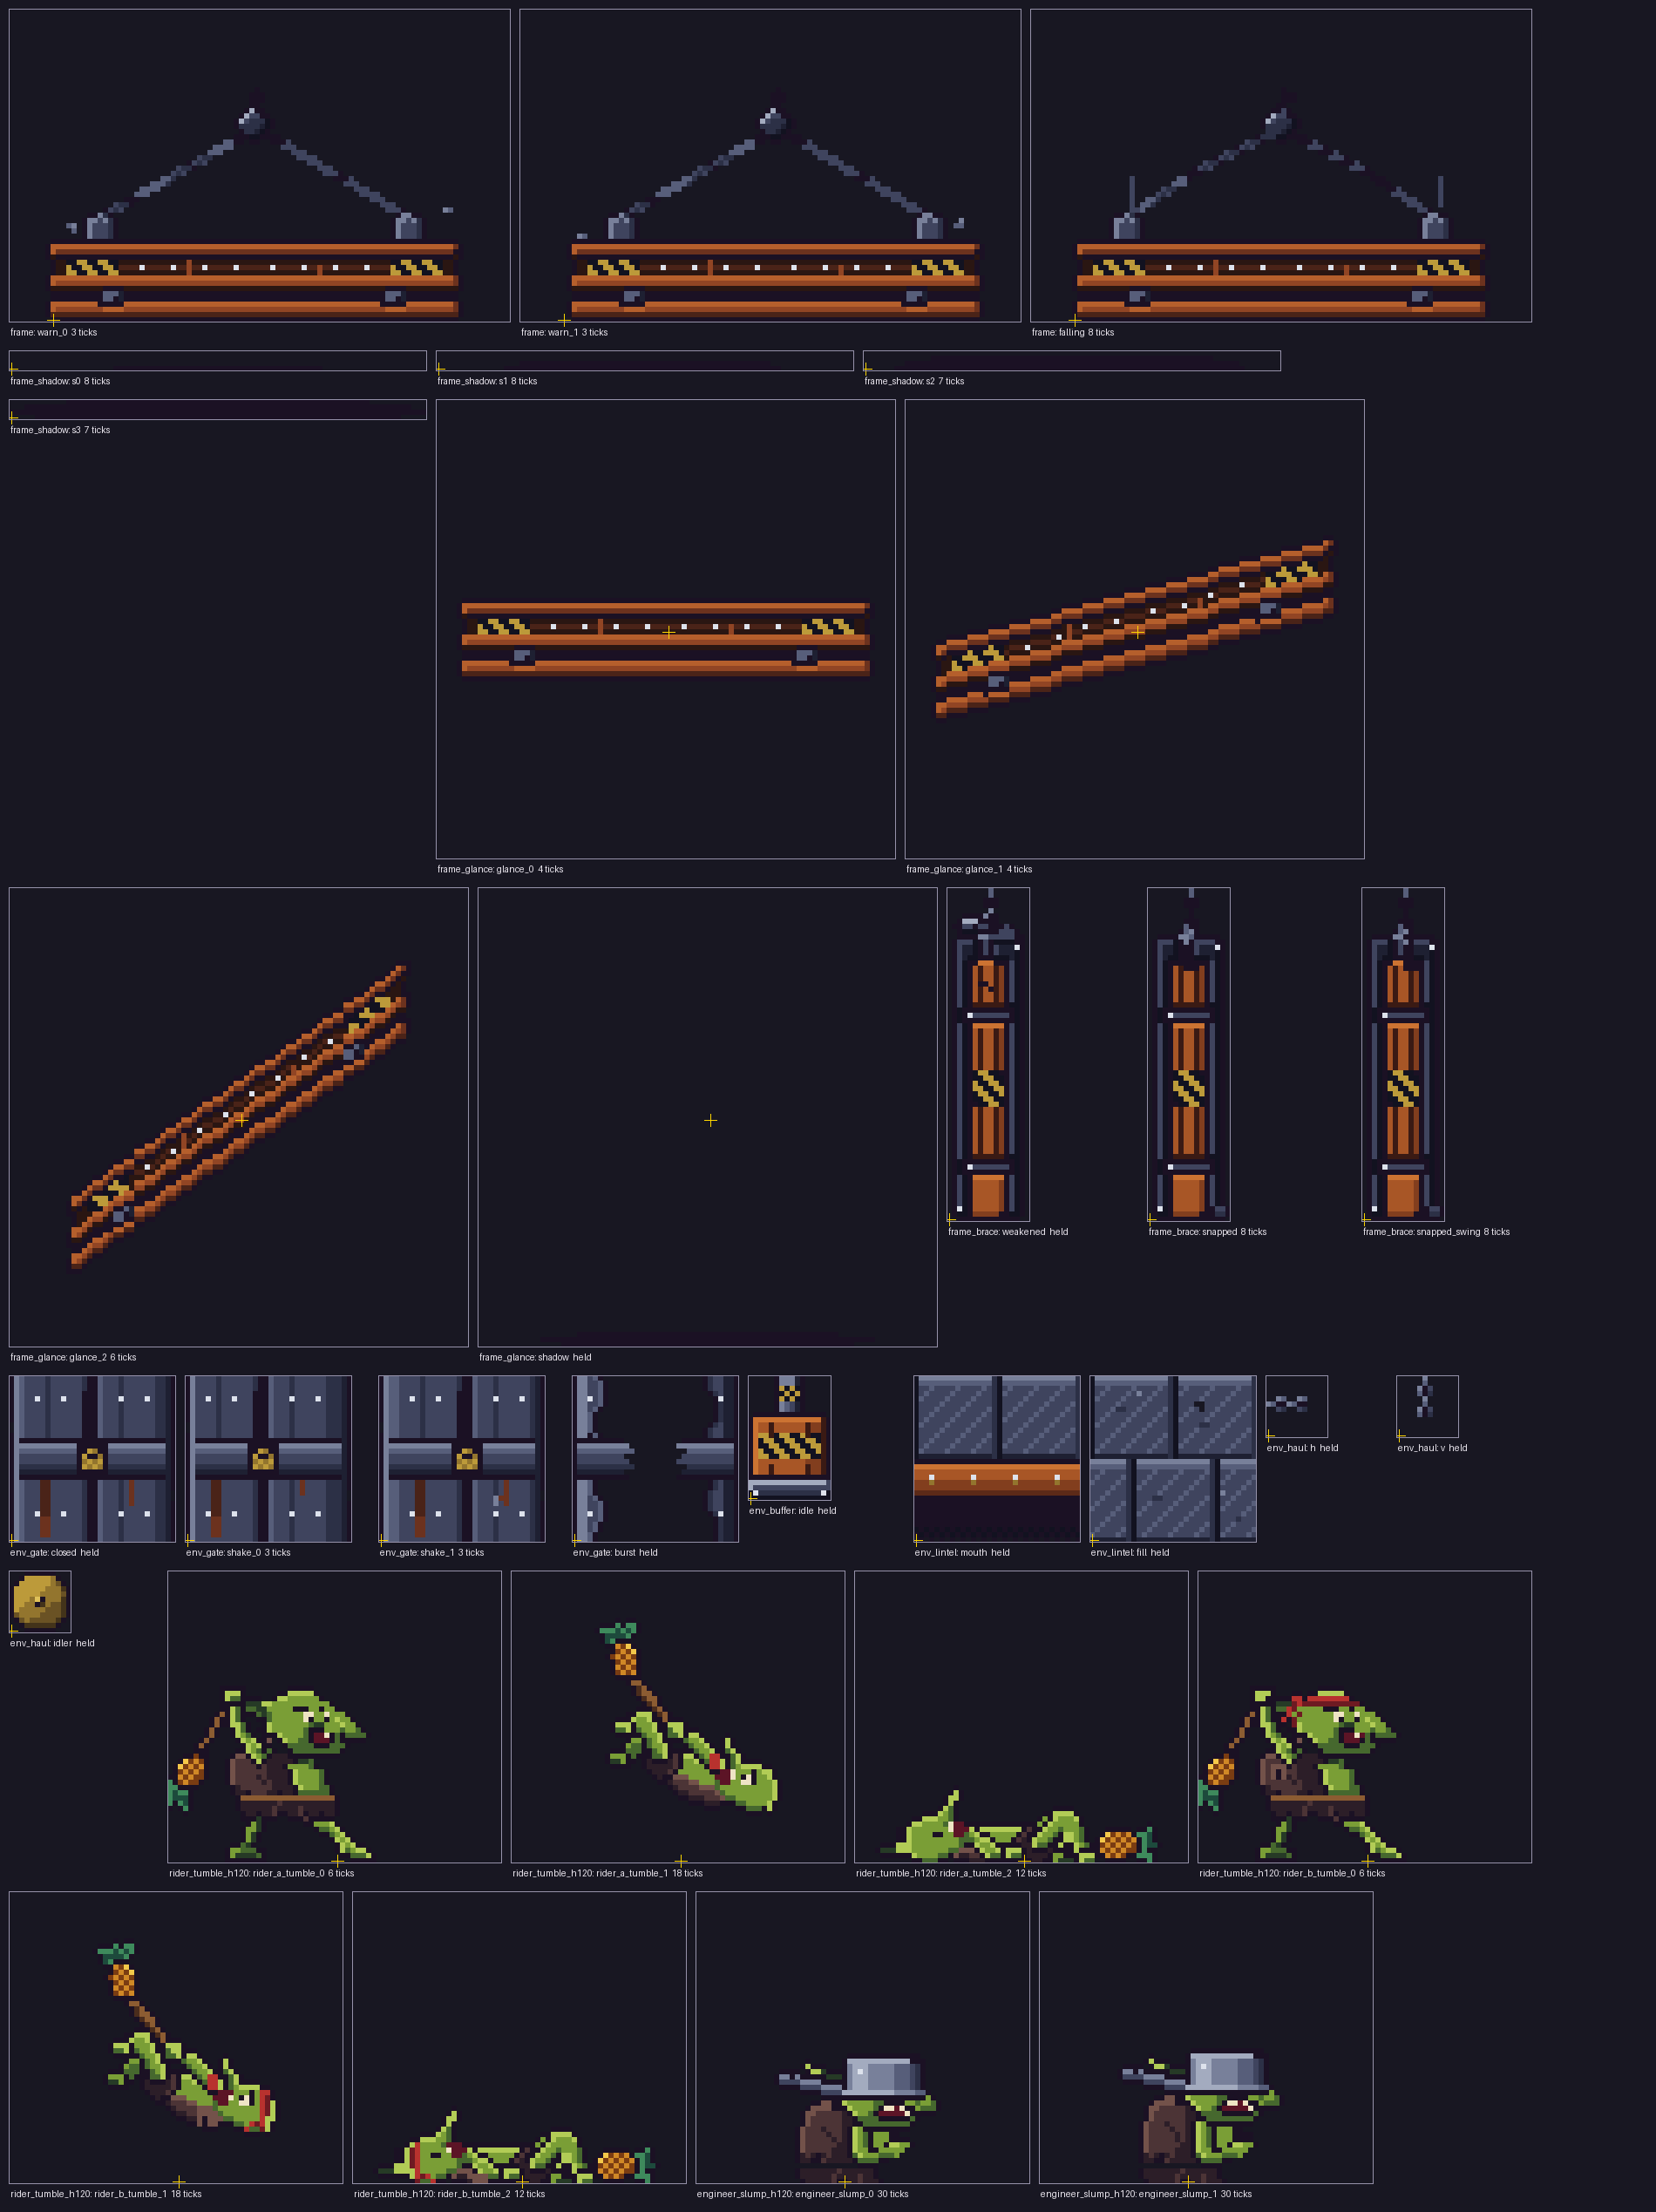 frame: warn_0 3 ticks
frame: warn_1 3 ticks
frame: falling 8 ticks
frame_shadow: s0 8 ticks
frame_shadow: s1 8 ticks
frame_shadow: s2 7 ticks
frame_shadow: s3 7 ticks
frame_glance: glance_0 4 ticks
frame_glance: glance_1 4 ticks
frame_glance: glance_2 6 ticks
frame_glance: shadow held
frame_brace: weakened held
frame_brace: snapped 8 ticks
frame_brace: snapped_swing 8 ticks
env_gate: closed held
env_gate: shake_0 3 ticks
env_gate: shake_1 3 ticks
env_gate: burst held
env_buffer: idle held
env_lintel: mouth held
env_lintel: fill held
env_haul: h held
env_haul: v held
env_haul: idler held
rider_tumble_h120: rider_a_tumble_0 6 ticks
rider_tumble_h120: rider_a_tumble_1 18 ticks
rider_tumble_h120: rider_a_tumble_2 12 ticks
rider_tumble_h120: rider_b_tumble_0 6 ticks
rider_tumble_h120: rider_b_tumble_1 18 ticks
rider_tumble_h120: rider_b_tumble_2 12 ticks
engineer_slump_h120: engineer_slump_0 30 ticks
engineer_slump_h120: engineer_slump_1 30 ticks